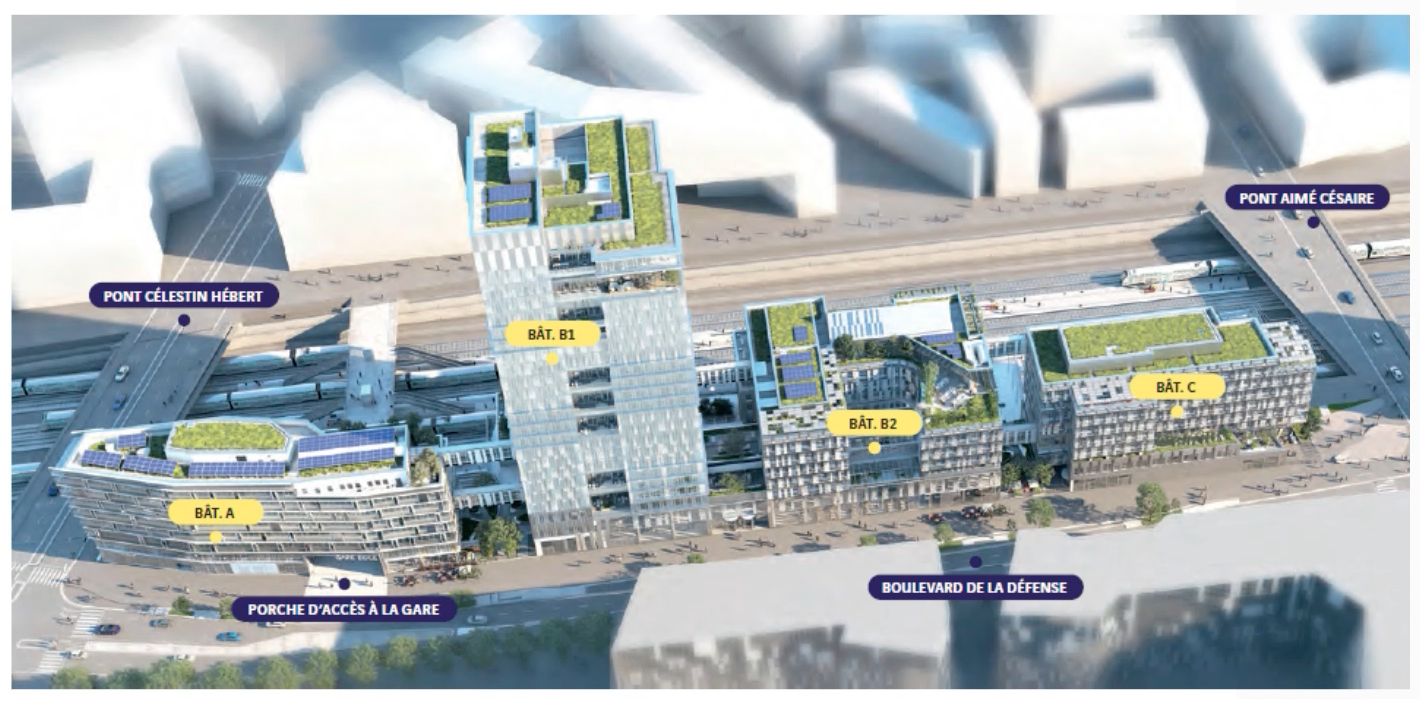 PONT AIMÉ CÉSAIRE
PONT CÉLESTIN HÉBERT
BÂT. B1
BÂT. C
BÂT. B2
BÂT. A
PORCHE D'ACCÈS À LA GARE
BOULEVARD DE LA DÉFENSE